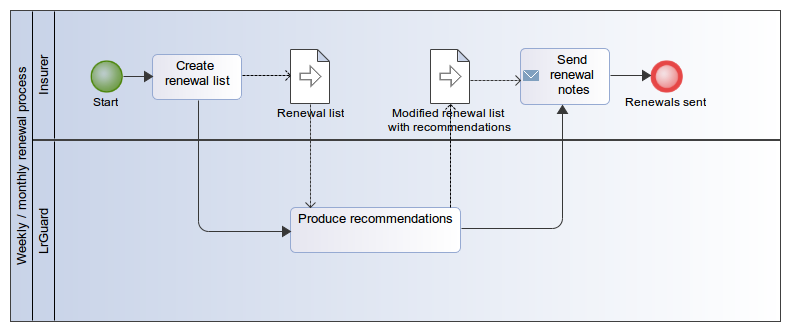 Weekly / monthly renewal process
Insurer
Start
Create
renewal list
Renewal list
Modified renewal list
with recommendations
Send
renewal
notes
Renewals sent
LrGuard
Produce recommendations